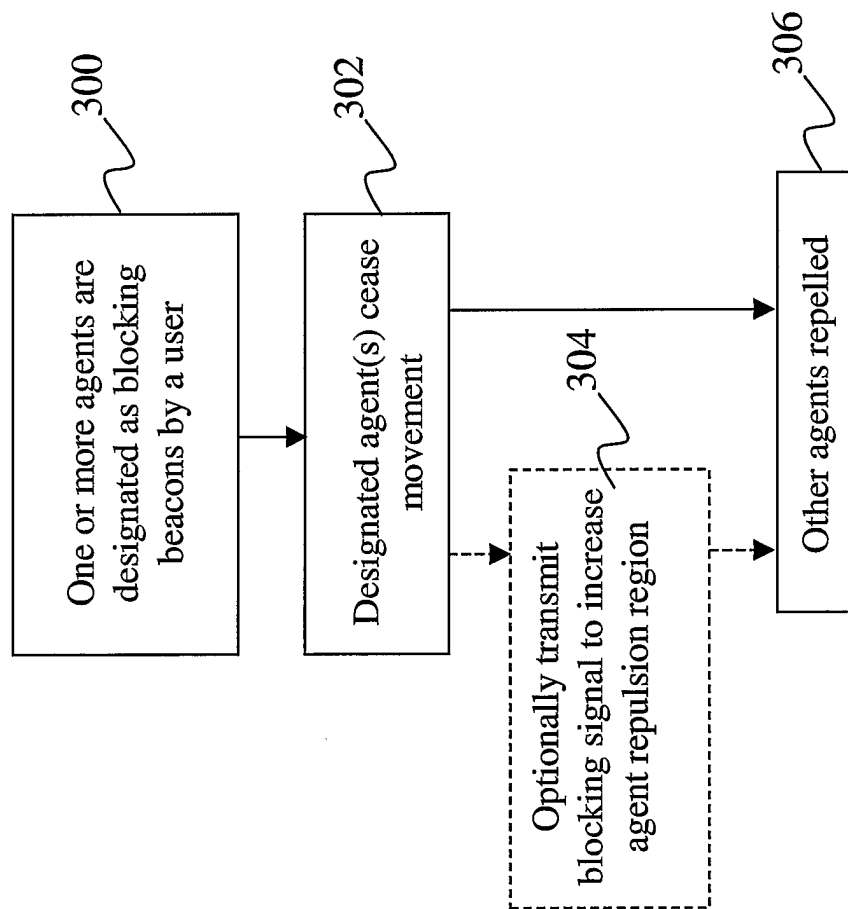 One or more agents are
designated as blocking
beacons by a user
300
Designated agent(s) cease
movement
302
Optionally transmit
blocking signal to increase
agent repulsion region
304
Other agents repelled
306